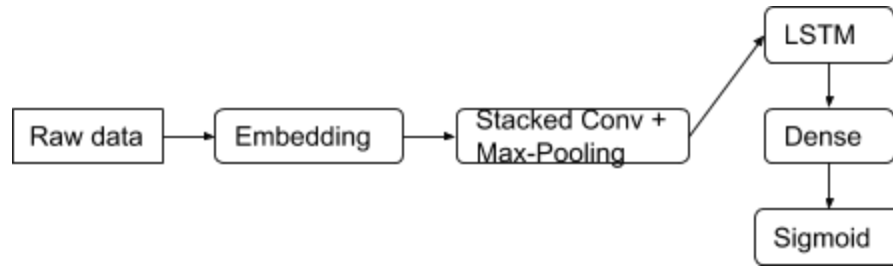 Raw data
Embedding
Stacked Conv +
Max-Pooling
LSTM
Dense
Sigmoid